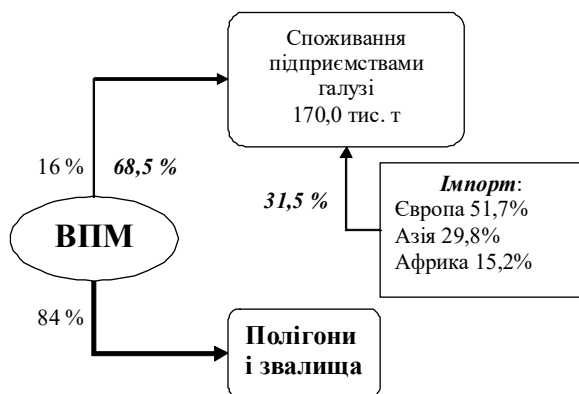 Споживання
підприємствами
галузі
170,0 тис. т
16 %
68,5 %
31,5 %
Імпорт:
Європа 51,7%
Азія 29,8%
Африка 15,2%
ВПМ
84 %
Полігони
і звалища